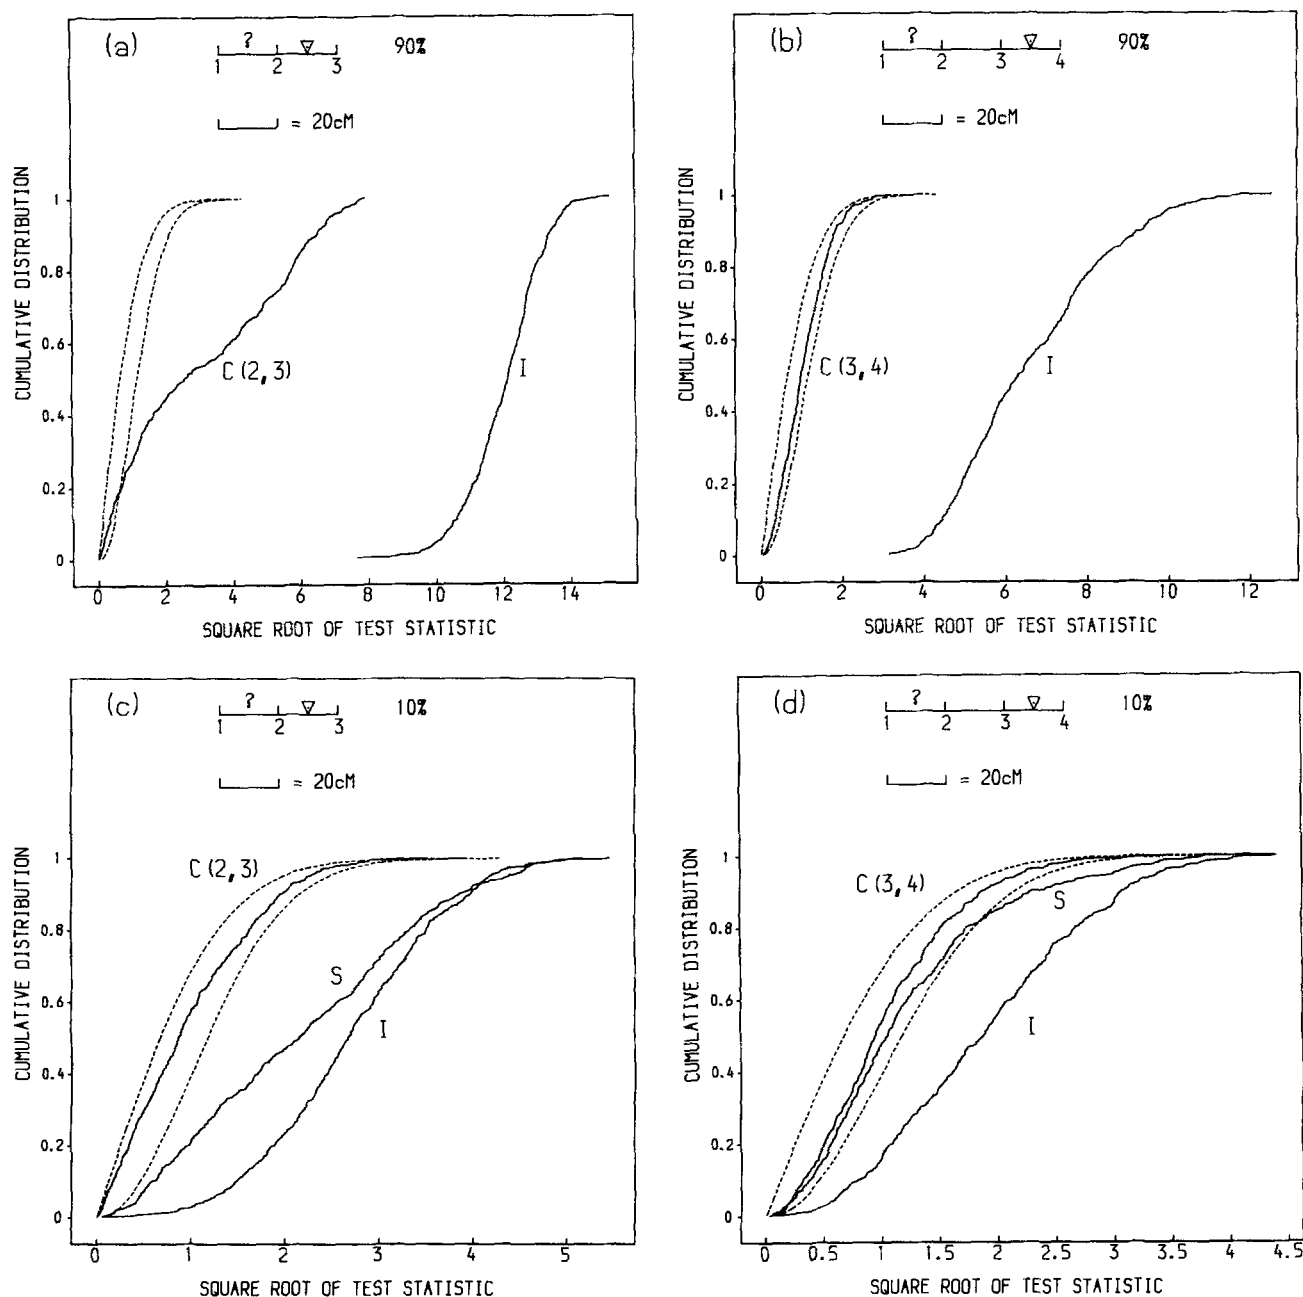 (a)
?
90%
1 2 3
= 20cM
CUMULATIVE DISTRIBUTION
1
0.8
0.6
0.4
0.2
0
C(2,3)
I
0 2 4 6 8 10 12 14
SQUARE ROOT OF TEST STATISTIC
(b)
?
90%
1 2 3 4
= 20cM
CUMULATIVE DISTRIBUTION
1
0.8
0.6
0.4
0.2
0
C(3,4)
I
0 2 4 6 8 10 12
SQUARE ROOT OF TEST STATISTIC
(c)
?
10%
1 2 3
= 20cM
CUMULATIVE DISTRIBUTION
1
0.8
0.6
0.4
0.2
0
C(2,3)
S
I
0 1 2 3 4 5
SQUARE ROOT OF TEST STATISTIC
(d)
?
10%
1 2 3 4
= 20cM
CUMULATIVE DISTRIBUTION
1
0.8
0.6
0.4
0.2
0
C(3,4)
S
I
0 0.5 1 1.5 2 2.5 3 3.5 4 4.5
SQUARE ROOT OF TEST STATISTIC